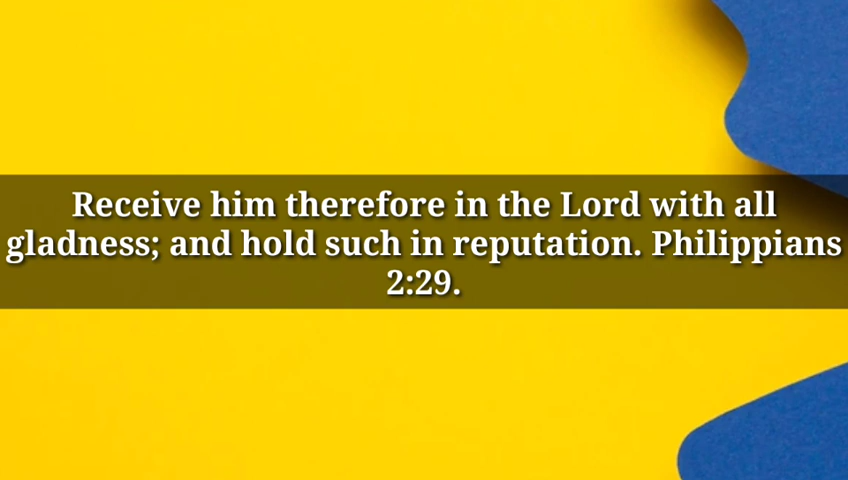 Receive him therefore in the Lord with all
gladness; and hold such in reputation. Philippians
2:29.